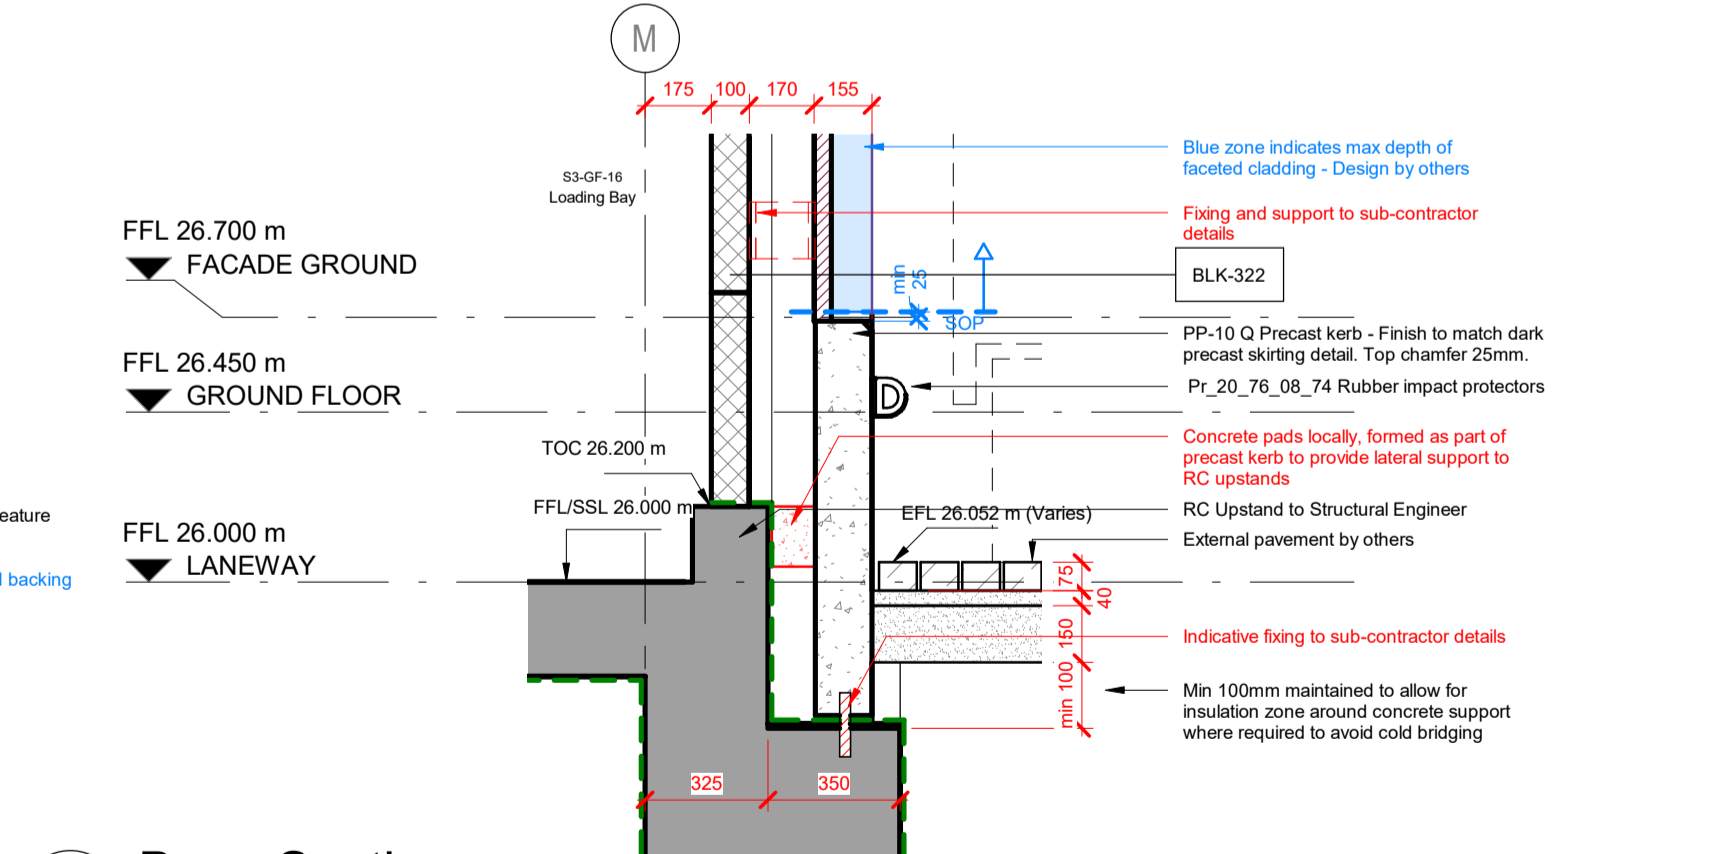 M
175 100 170 155
Blue zone indicates max depth of
faceted cladding - Design by others
S3-GF-16
Loading Bay
Fixing and support to sub-contractor
details
FFL 26.700 m
FACADE GROUND
BLK-322
min
25
SOP
PP-10 Q Precast kerb - Finish to match dark
precast skirting detail. Top chamfer 25mm.
FFL 26.450 m
GROUND FLOOR
Pr_20_76_08_74 Rubber impact protectors
TOC 26.200 m
Concrete pads locally, formed as part of
precast kerb to provide lateral support to
RC upstands
eature
FFL/SSL 26.000 m
EFL 26.052 m (Varies)
RC Upstand to Structural Engineer
FFL 26.000 m
LANEWAY
External pavement by others
backing
75
40
150
min 100
Indicative fixing to sub-contractor details
Min 100mm maintained to allow for
insulation zone around concrete support
where required to avoid cold bridging
325 350